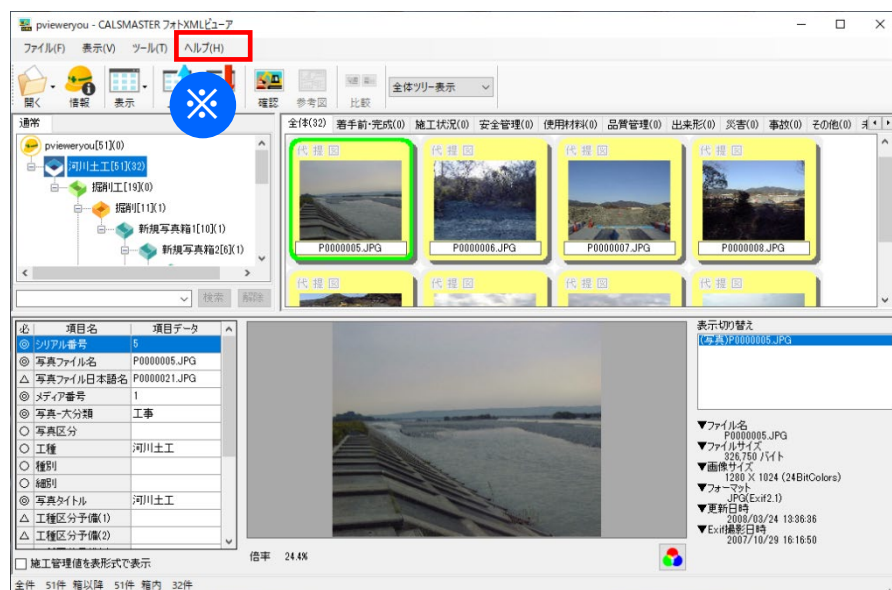 pvieweryou - CALSMASTER フォトXMLビューア
ファイル(F) 表示(V) ツール(T) ヘルプ(H)
開く 情報 表示 ※ 確認 参考図 比較 全体ツリー表示
通常
全体(32) 着手前・完成(0) 施工状況(0) 安全管理(0) 使用材料(0) 品質管理(0) 出来形(0) 災害(0) 事故(0) その他(0)
pvieweryou[51](0)
河川土工[51](32)
掘削工[19](0)
掘削[11](1)
新規写真箱1[10](1)
新規写真箱2[6](1)
検索 解除
代 提 図 代 提 図 代 提 図 代 提 図
P0000005.JPG P0000006.JPG P0000007.JPG P0000008.JPG
代 提 図 代 提 図 代 提 図 代 提 図
必 項目名 項目データ
◎ シリアル番号 5
◎ 写真ファイル名 P0000005.JPG
△ 写真ファイル日本語名 P0000021.JPG
◎ メディア番号 1
◎ 写真-大分類 工事
○ 写真区分
○ 工種 河川土工
○ 種別
○ 細別
◎ 写真タイトル 河川土工
△ 工種区分予備(1)
△ 工種区分予備(2)
施工管理値を表形式で表示
倍率 24.4%
表示切り替え
(写真)P0000005.JPG
▼ファイル名
P0000005.JPG
▼ファイルサイズ
326,750 バイト
▼画像サイズ
1280 X 1024 (24BitColors)
▼フォーマット
JPG(Exif2.1)
▼更新日時
2008/03/24 13:36:36
▼Exif撮影日時
2007/10/29 16:16:50
全件 51件 箱以降 51件 箱内 32件